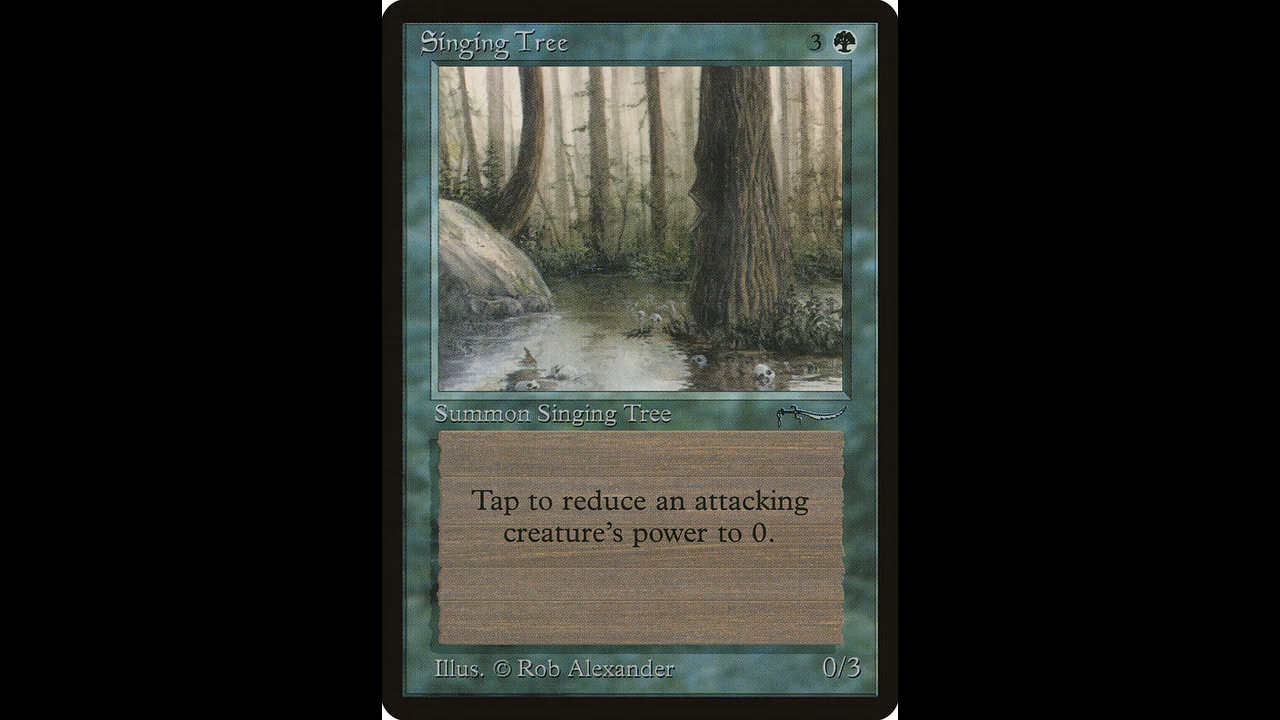 Singing Tree 3
Summon Singing Tree
Tap to reduce an attacking
creature's power to 0.
Illus. © Rob Alexander 0/3